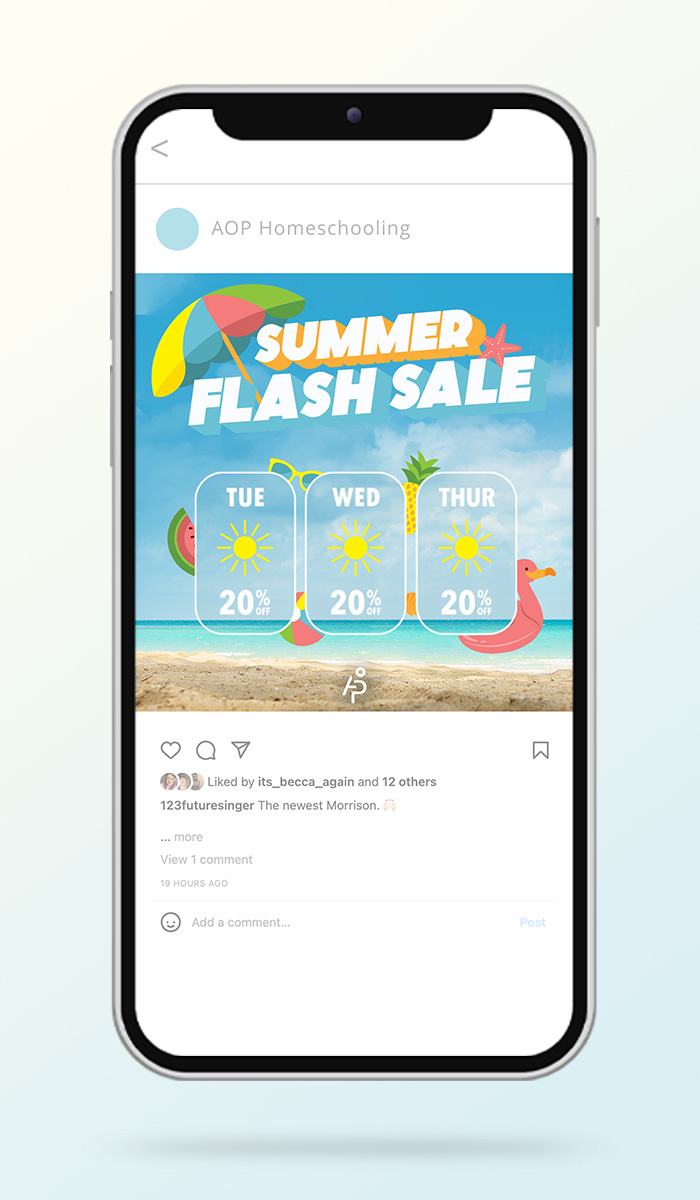 <
AOP Homeschooling
SUMMER
FLASH SALE
TUE WED THUR
20% OFF 20% OFF 20% OFF
AP
Liked by its_becca_again and 12 others
123futuresinger The newest Morrison. 🙌🏻
... more
View 1 comment
19 HOURS AGO
Add a comment... Post